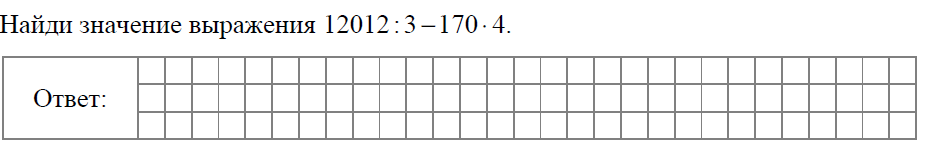 Найди значение выражения 12012 : 3 − 170 · 4.
Ответ: